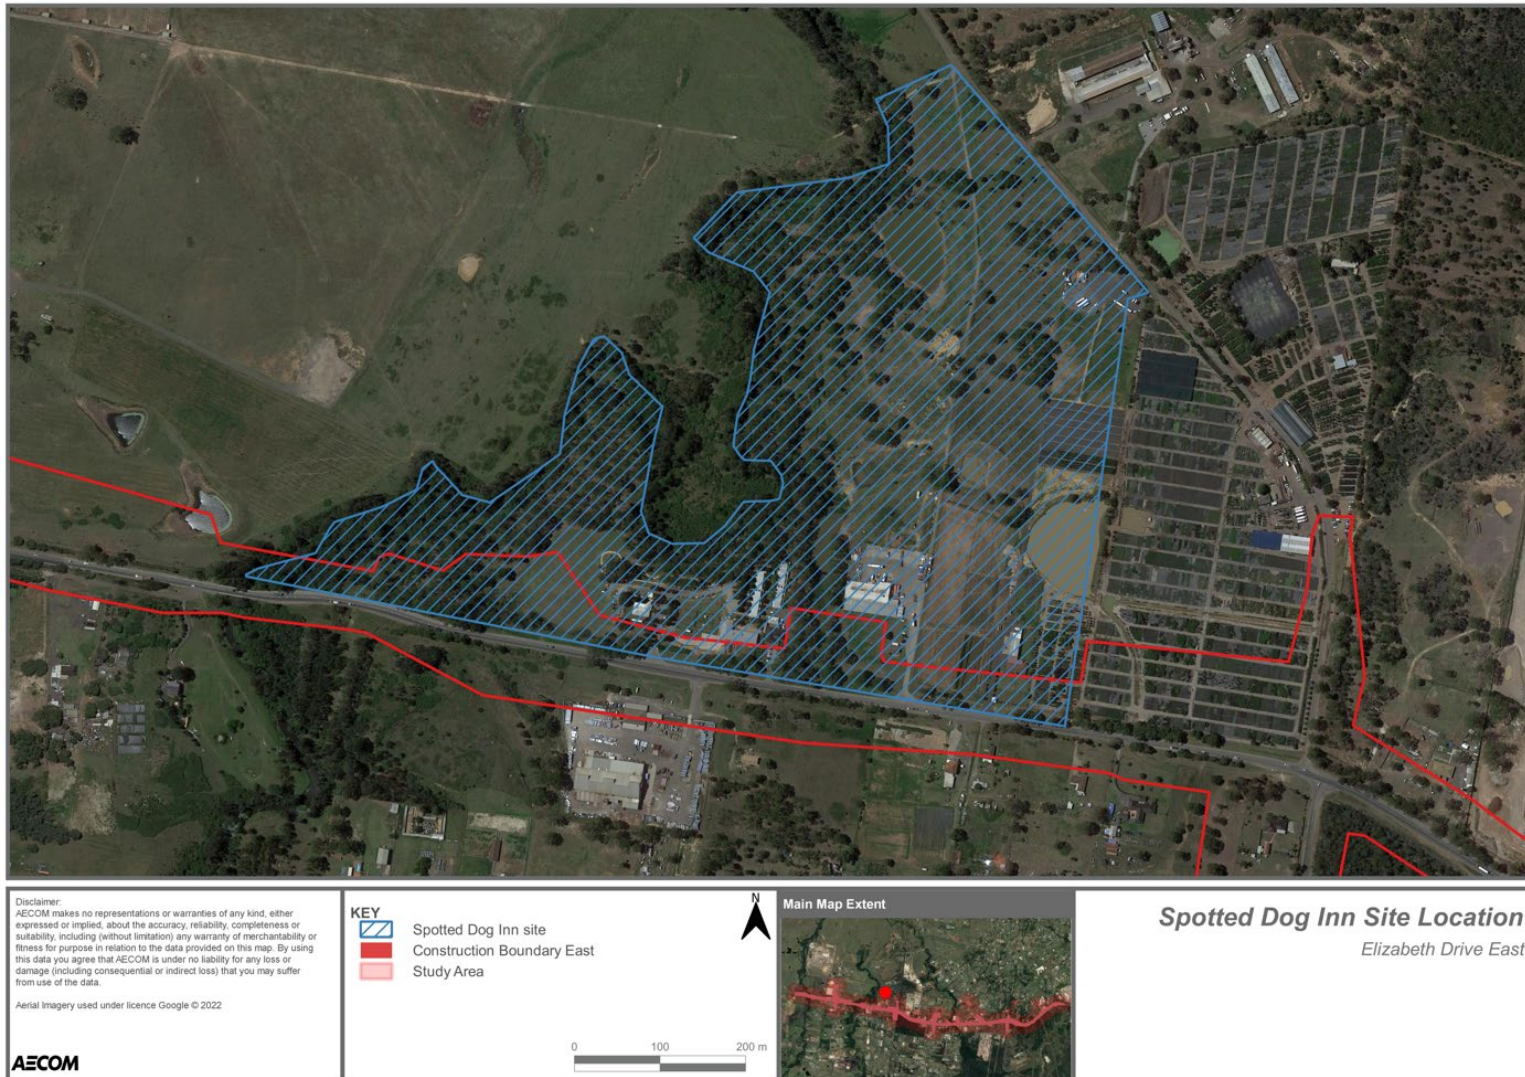 Disclaimer:
AECOM makes no representations or warranties of any kind, either
expressed or implied, about the accuracy, reliability, completeness or
suitability, including (without limitation) any warranty of merchantability or
fitness for purpose in relation to the data provided on this map. By using
this data you agree that AECOM is under no liability for any loss or
damage (including consequential or indirect loss) that you may suffer
from use of the data.
Aerial Imagery used under licence Google © 2022
AECOM
KEY
Spotted Dog Inn site
Construction Boundary East
Study Area
N
0 100 200 m
Main Map Extent
Spotted Dog Inn Site Location
Elizabeth Drive East